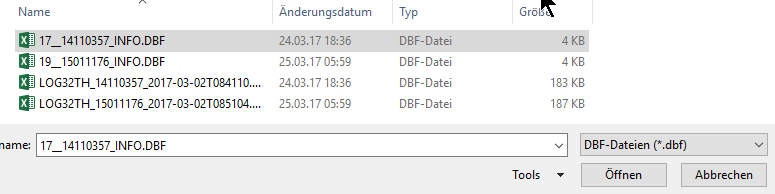 Name Änderungsdatum Typ Größe
17__14110357_INFO.DBF 24.03.17 18:36 DBF-Datei 4 KB
19__15011176_INFO.DBF 25.03.17 05:59 DBF-Datei 4 KB
LOG32TH_14110357_2017-03-02T084110.... 24.03.17 18:36 DBF-Datei 183 KB
LOG32TH_15011176_2017-03-02T085104.... 25.03.17 05:59 DBF-Datei 187 KB
name: 17__14110357_INFO.DBF DBF-Dateien (*.dbf)
Tools Öffnen Abbrechen